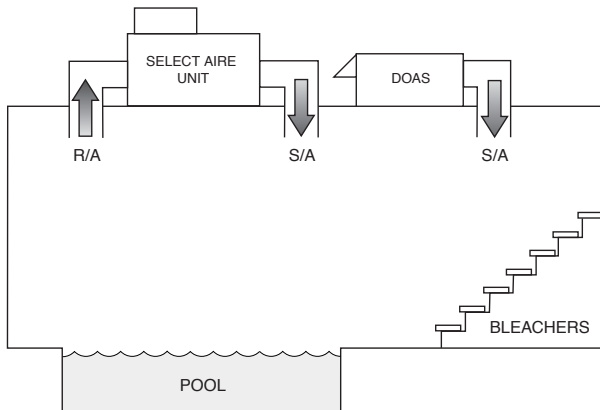 SELECT AIRE
UNIT
DOAS
R/A
S/A
S/A
BLEACHERS
POOL